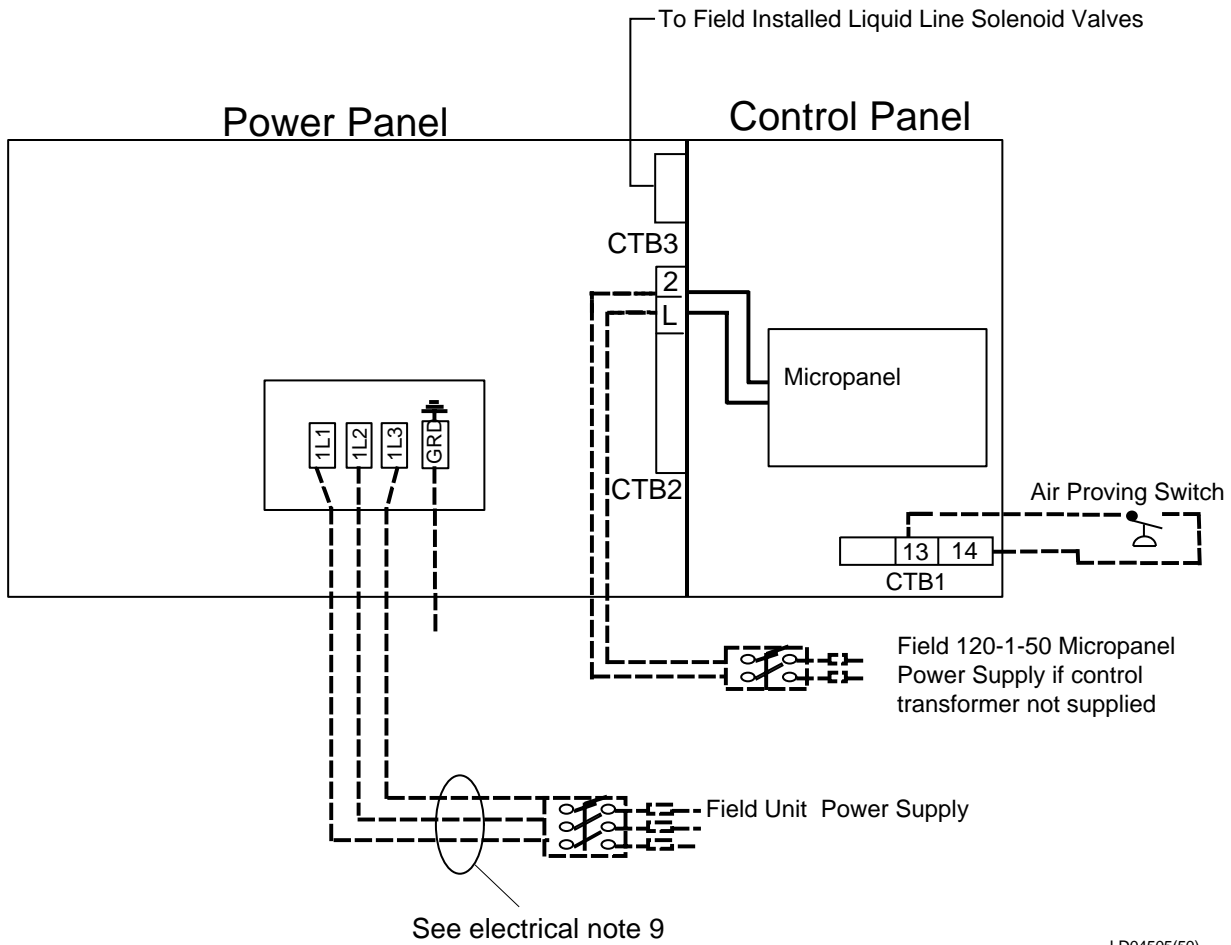 To Field Installed Liquid Line Solenoid Valves
Power Panel
Control Panel
CTB3
2
L
Micropanel
1L1
1L2
1L3
GRD
CTB2
Air Proving Switch
13
14
CTB1
Field 120-1-50 Micropanel
Power Supply if control
transformer not supplied
Field Unit Power Supply
See electrical note 9
LD04505(50)